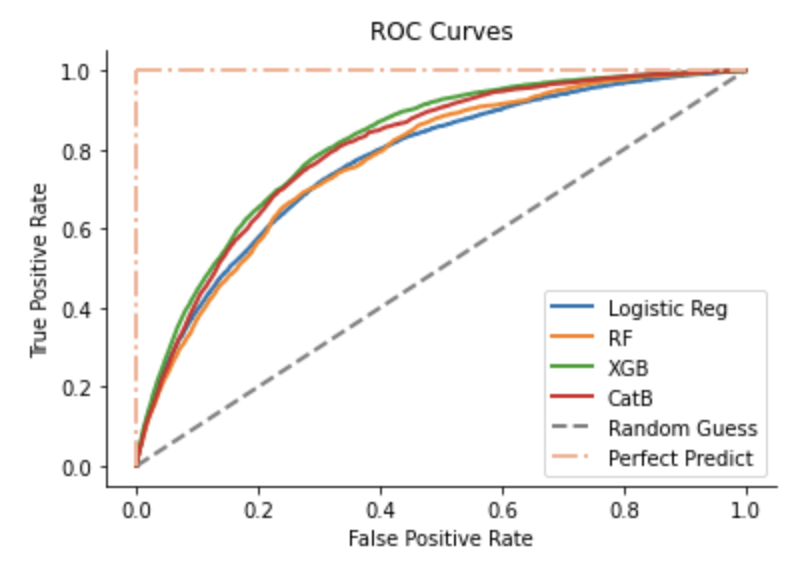 ROC Curves
1.0
0.8
0.6
0.4
0.2
0.0
True Positive Rate
Logistic Reg
RF
XGB
CatB
Random Guess
Perfect Predict
0.0 0.2 0.4 0.6 0.8 1.0
False Positive Rate